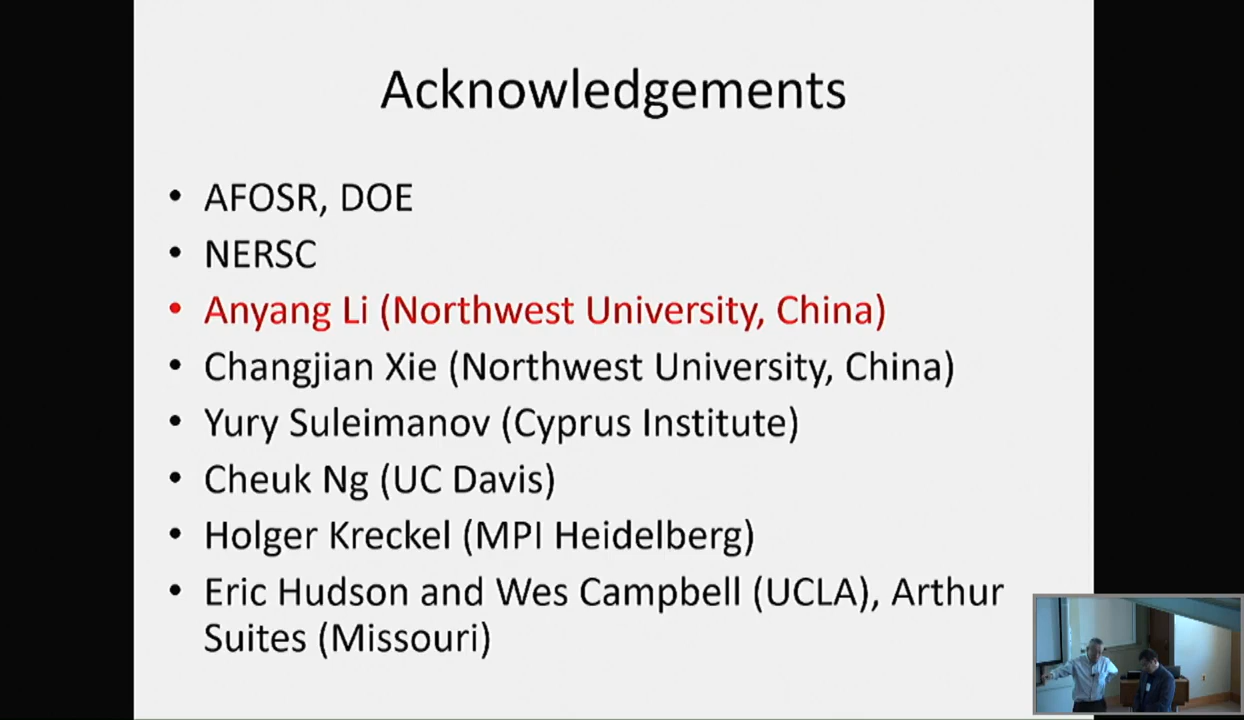 Acknowledgements
• AFOSR, DOE
• NERSC
• Anyang Li (Northwest University, China)
• Changjian Xie (Northwest University, China)
• Yury Suleimanov (Cyprus Institute)
• Cheuk Ng (UC Davis)
• Holger Kreckel (MPI Heidelberg)
• Eric Hudson and Wes Campbell (UCLA), Arthur
Suites (Missouri)